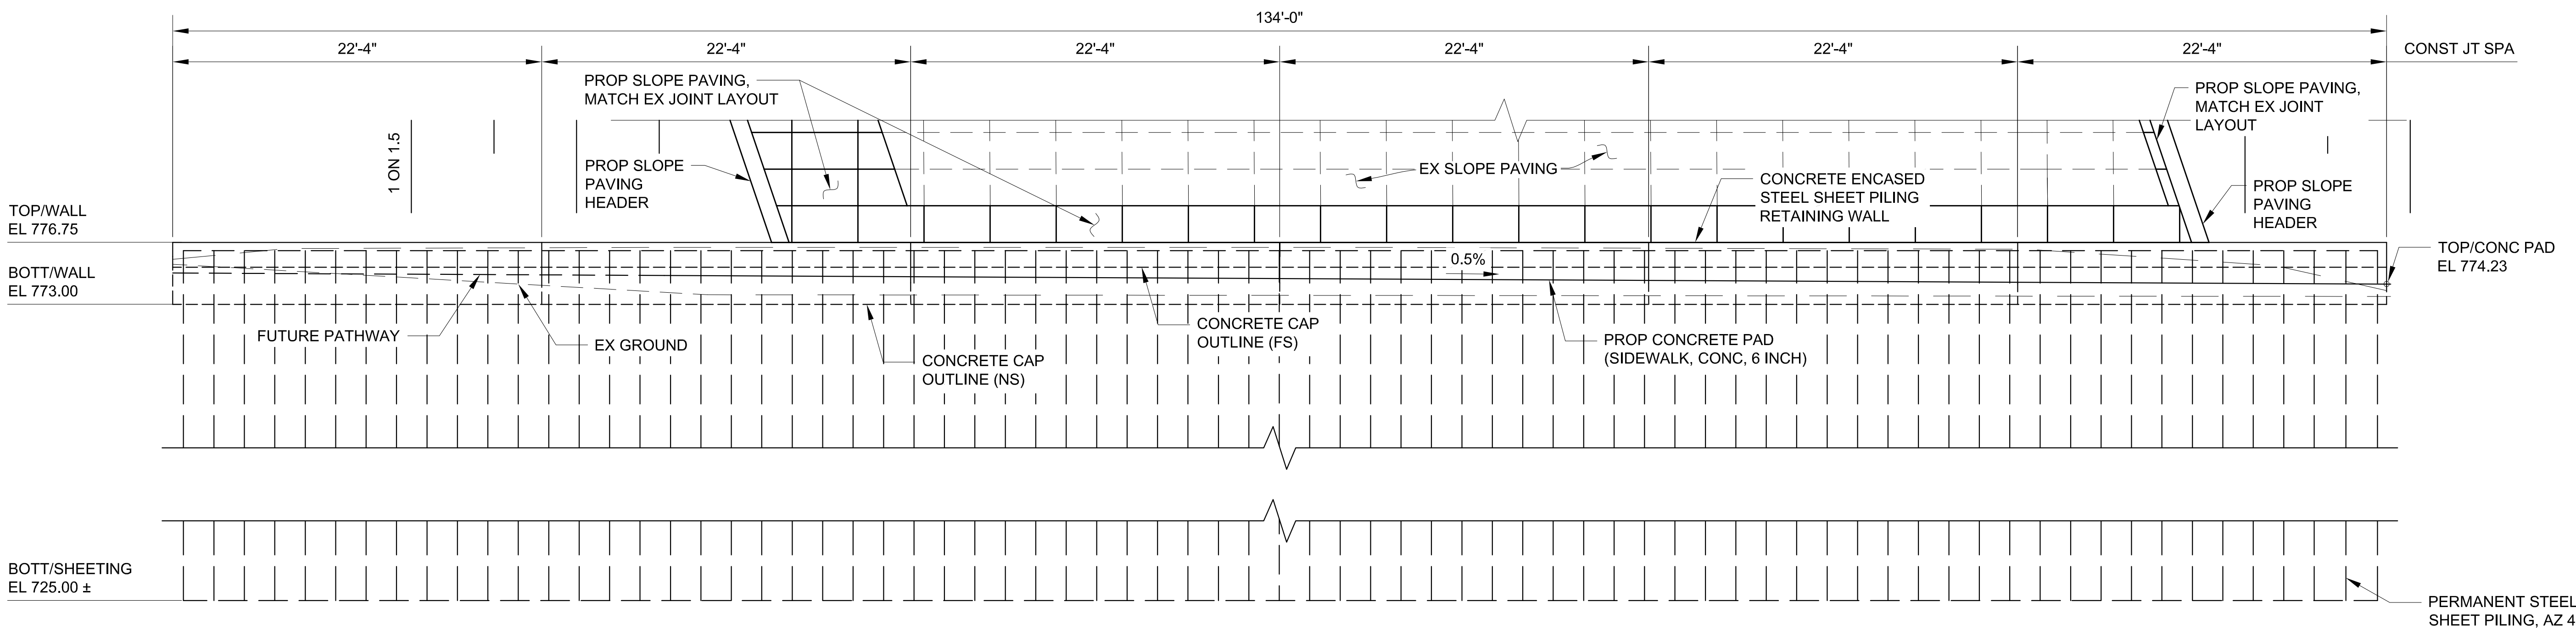 134'-0"
22'-4"
22'-4"
22'-4"
22'-4"
22'-4"
22'-4"
CONST JT SPA
PROP SLOPE PAVING,
MATCH EX JOINT LAYOUT
PROP SLOPE PAVING,
MATCH EX JOINT
LAYOUT
1 ON 1.5
PROP SLOPE
PAVING
HEADER
EX SLOPE PAVING
CONCRETE ENCASED
STEEL SHEET PILING
RETAINING WALL
PROP SLOPE
PAVING
HEADER
TOP/WALL
EL 776.75
BOTT/WALL
EL 773.00
0.5%
TOP/CONC PAD
EL 774.23
FUTURE PATHWAY
EX GROUND
CONCRETE CAP
OUTLINE (NS)
CONCRETE CAP
OUTLINE (FS)
PROP CONCRETE PAD
(SIDEWALK, CONC, 6 INCH)
BOTT/SHEETING
EL 725.00 ±
PERMANENT STEEL
SHEET PILING, AZ 4